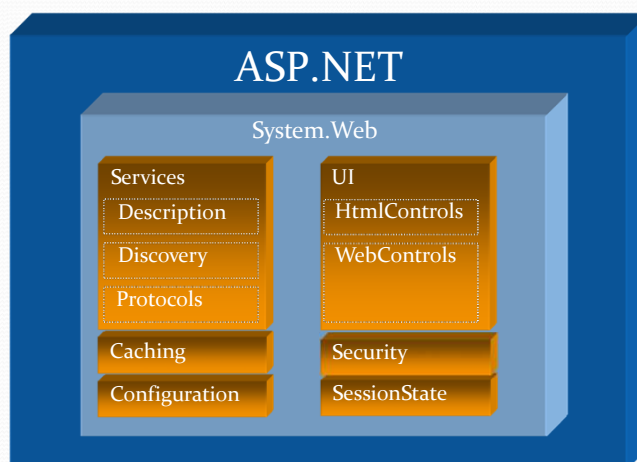 ASP.NET
System.Web
Services
Description
Discovery
Protocols
Caching
Configuration
UI
HtmlControls
WebControls
Security
SessionState